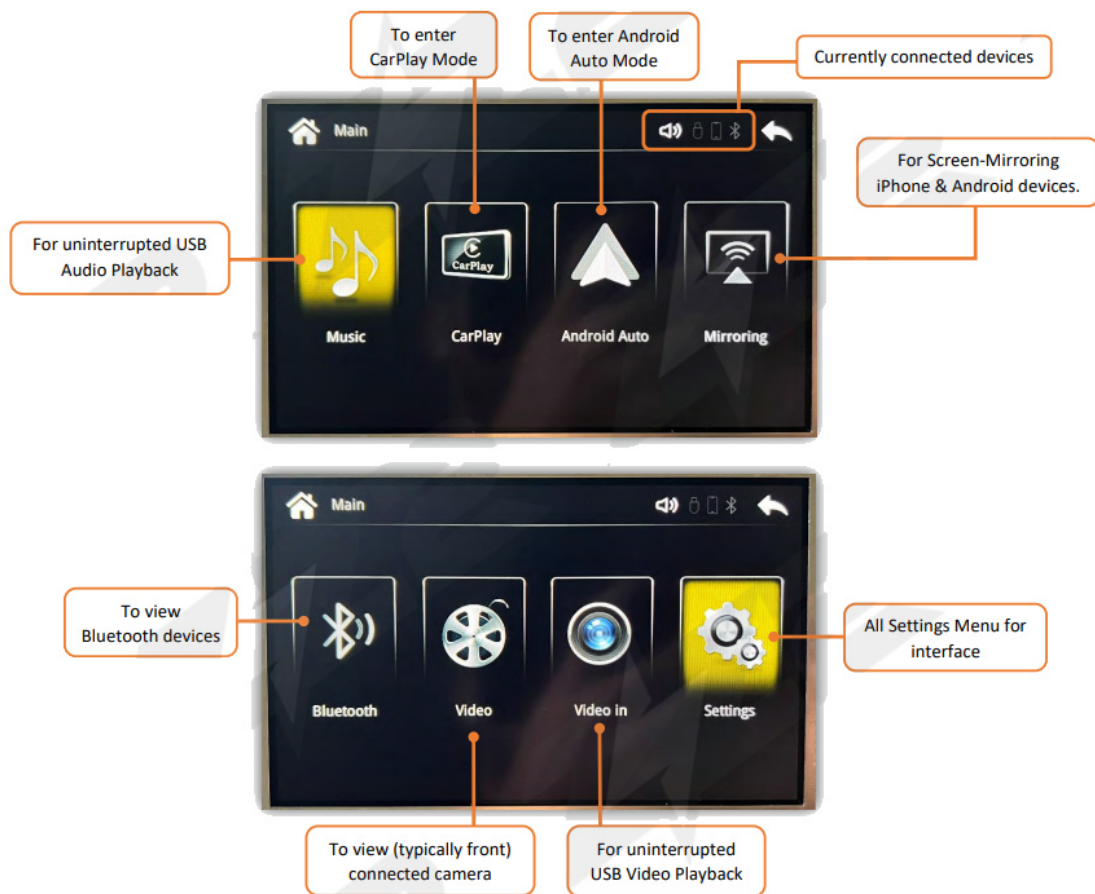 To enter
CarPlay Mode
To enter Android
Auto Mode
Currently connected devices
Main
For Screen-Mirroring
iPhone & Android devices.
For uninterrupted USB
Audio Playback
CarPlay
Music
CarPlay
Android Auto
Mirroring
Main
To view
Bluetooth devices
All Settings Menu for
interface
Bluetooth
Video
Video in
Settings
To view (typically front)
connected camera
For uninterrupted
USB Video Playback